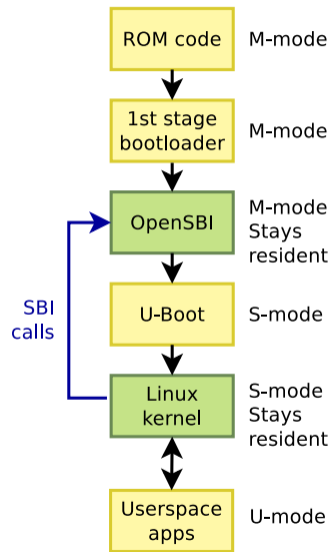 ROM code
M-mode
1st stage
bootloader
M-mode
OpenSBI
M-mode
Stays
resident
SBI
calls
U-Boot
S-mode
Linux
kernel
S-mode
Stays
resident
Userspace
apps
U-mode